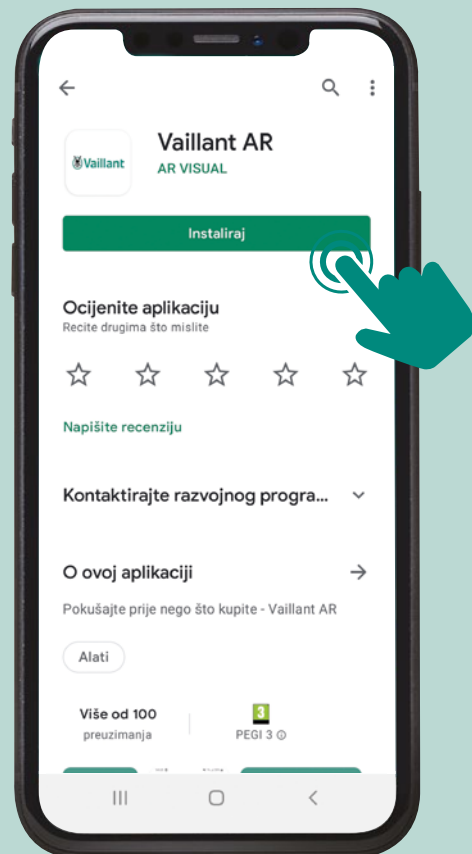 Vaillant
Vaillant AR
AR VISUAL
Instaliraj
Ocijenite aplikaciju
Recite drugima što mislite
Napišite recenziju
Kontaktirajte razvojnog progra...
O ovoj aplikaciji
Pokušajte prije nego što kupite - Vaillant AR
Alati
Više od 100
preuzimanja
3
PEGI 3